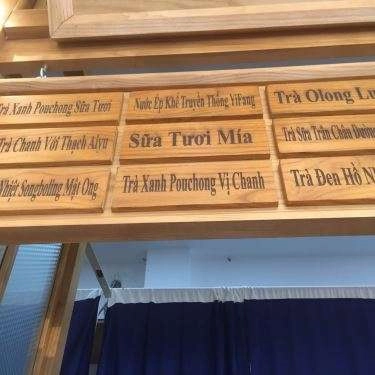 Trà Xanh Pouchong Sữa Tươi
Nước Ép Khế Truyền Thống YiFang
Trà Olong
Trà Chanh Với Thạch Aiyu
Sữa Tươi Mía
Trà Sữa Trân Châu Đường
Nhiệt Songboling Mật Ong
Trà Xanh Pouchong Vị Chanh
Trà Đen Hồ